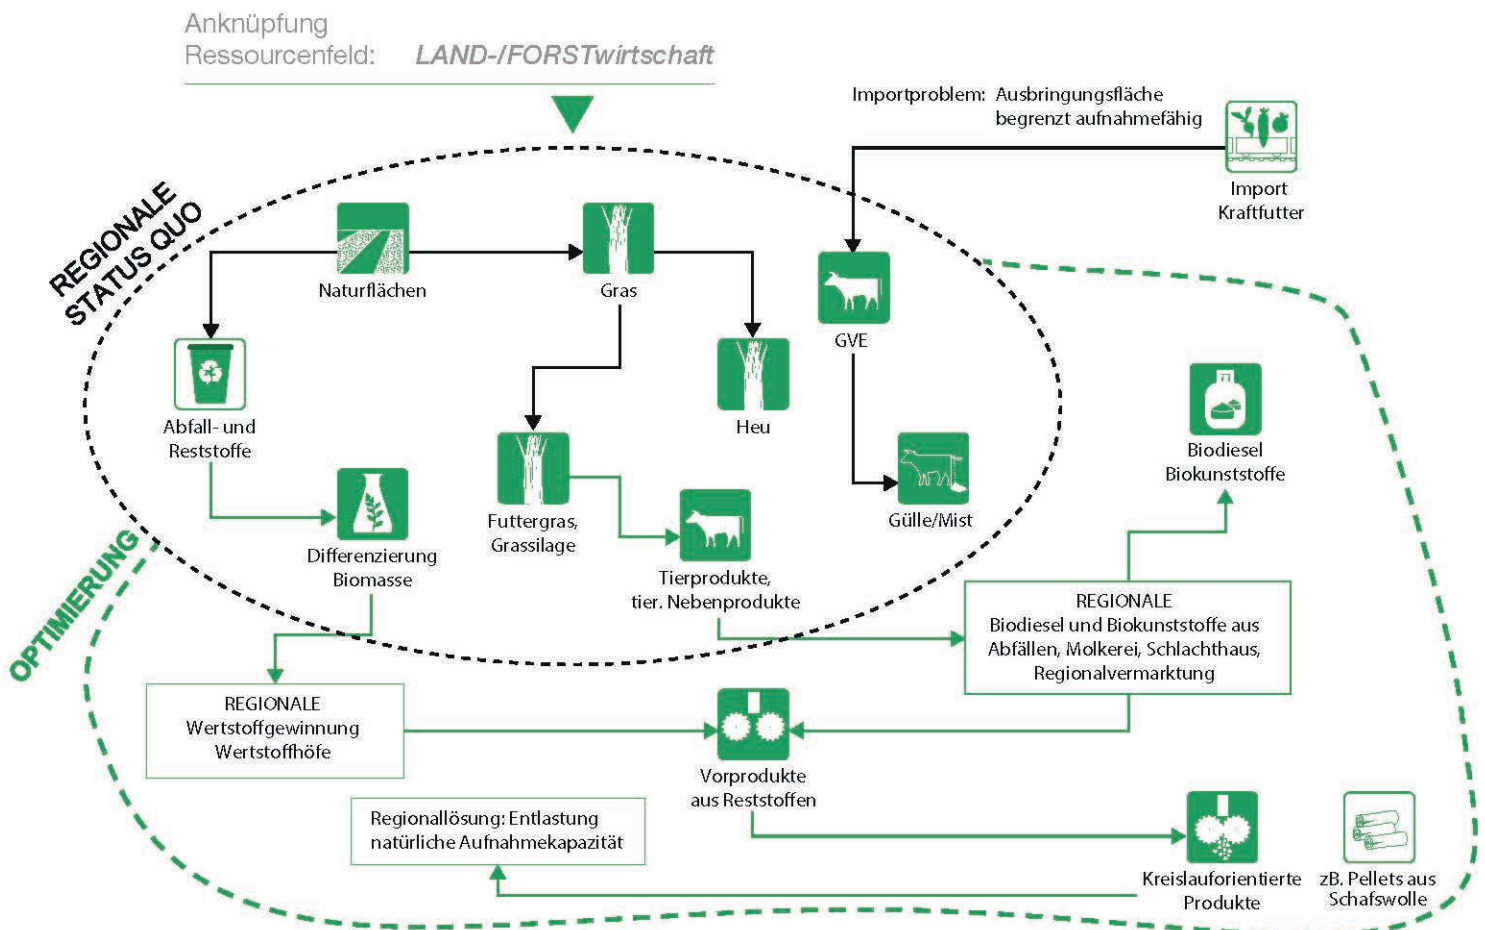 Anknüpfung
Ressourcenfeld: LAND-/FORSTwirtschaft
Importproblem: Ausbringungsfläche
begrenzt aufnahmefähig
Import
Kraftfutter
REGIONALE
STATUS QUO
Naturflächen
Gras
GVE
Heu
Abfall- und
Reststoffe
Biodiesel
Biokunststoffe
Futtergras,
Grassilage
Gülle/Mist
Differenzierung
Biomasse
Tierprodukte,
tier. Nebenprodukte
OPTIMIERUNG
REGIONALE
Biodiesel und Biokunststoffe aus
Abfällen, Molkerei, Schlachthaus,
Regionalvermarktung
REGIONALE
Wertstoffgewinnung
Wertstoffhöfe
Vorprodukte
aus Reststoffen
Regionallösung: Entlastung
natürliche Aufnahmekapazität
Kreislauforientierte
Produkte
zB. Pellets aus
Schafswolle